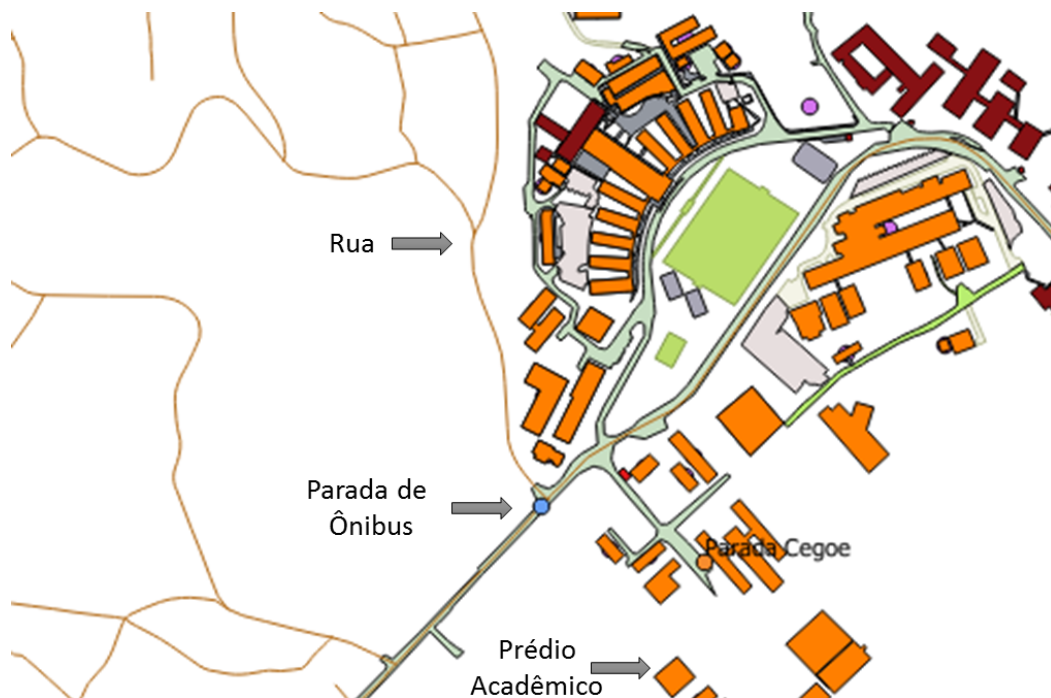 Rua
Parada de
Ônibus
Parada Cegoe
Prédio
Acadêmico